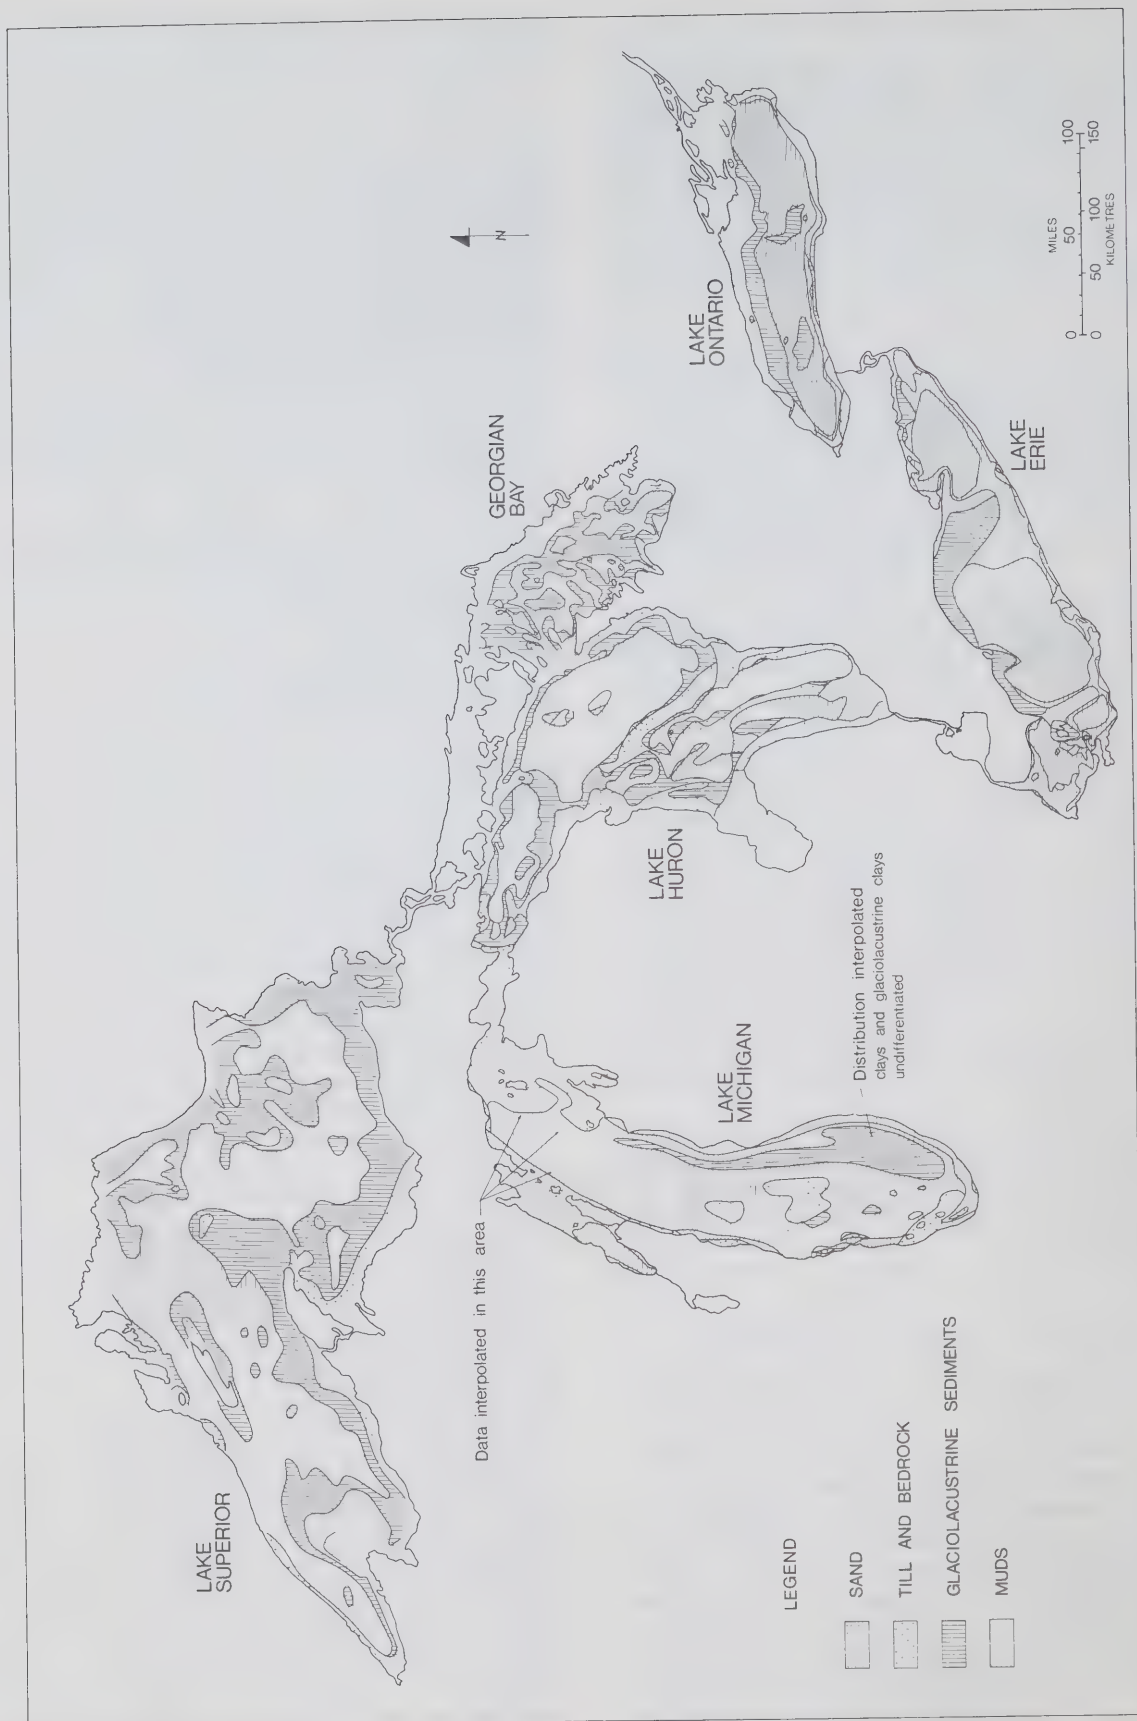 LAKE
SUPERIOR
GEORGIAN
BAY
LAKE
ONTARIO
LAKE
ERIE
LAKE
HURON
LAKE
MICHIGAN
N
Data interpolated in this area
Distribution interpolated
clays and glaciolacustrine clays
undifferentiated
MILES
0 50 100
0 50 100 150
KILOMETRES
LEGEND
SAND
TILL AND BEDROCK
GLACIOLACUSTRINE SEDIMENTS
MUDS